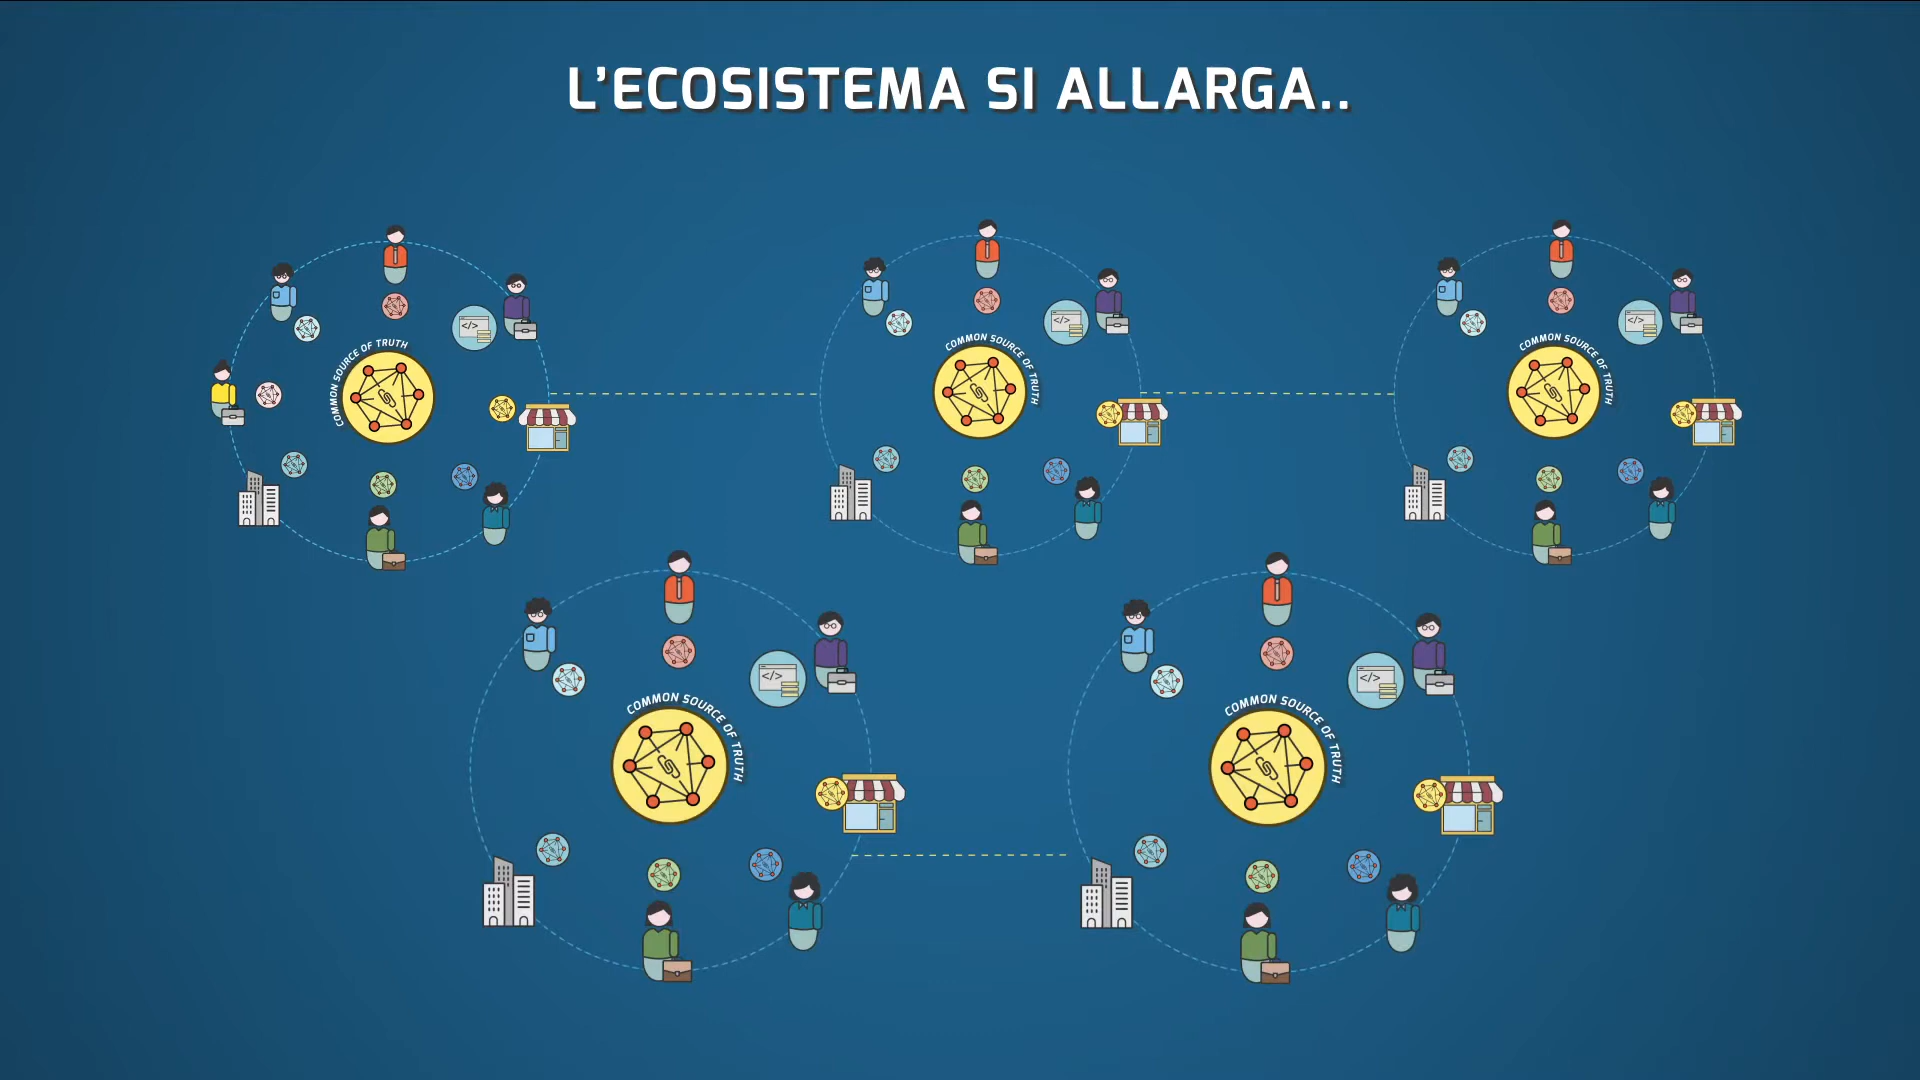 L'ECOSISTEMA SI ALLARGA..
COMMON SOURCE OF TRUTH
</>
COMMON SOURCE OF TRUTH
</>
COMMON SOURCE OF TRUTH
</>
COMMON SOURCE OF TRUTH
</>
COMMON SOURCE OF TRUTH
</>